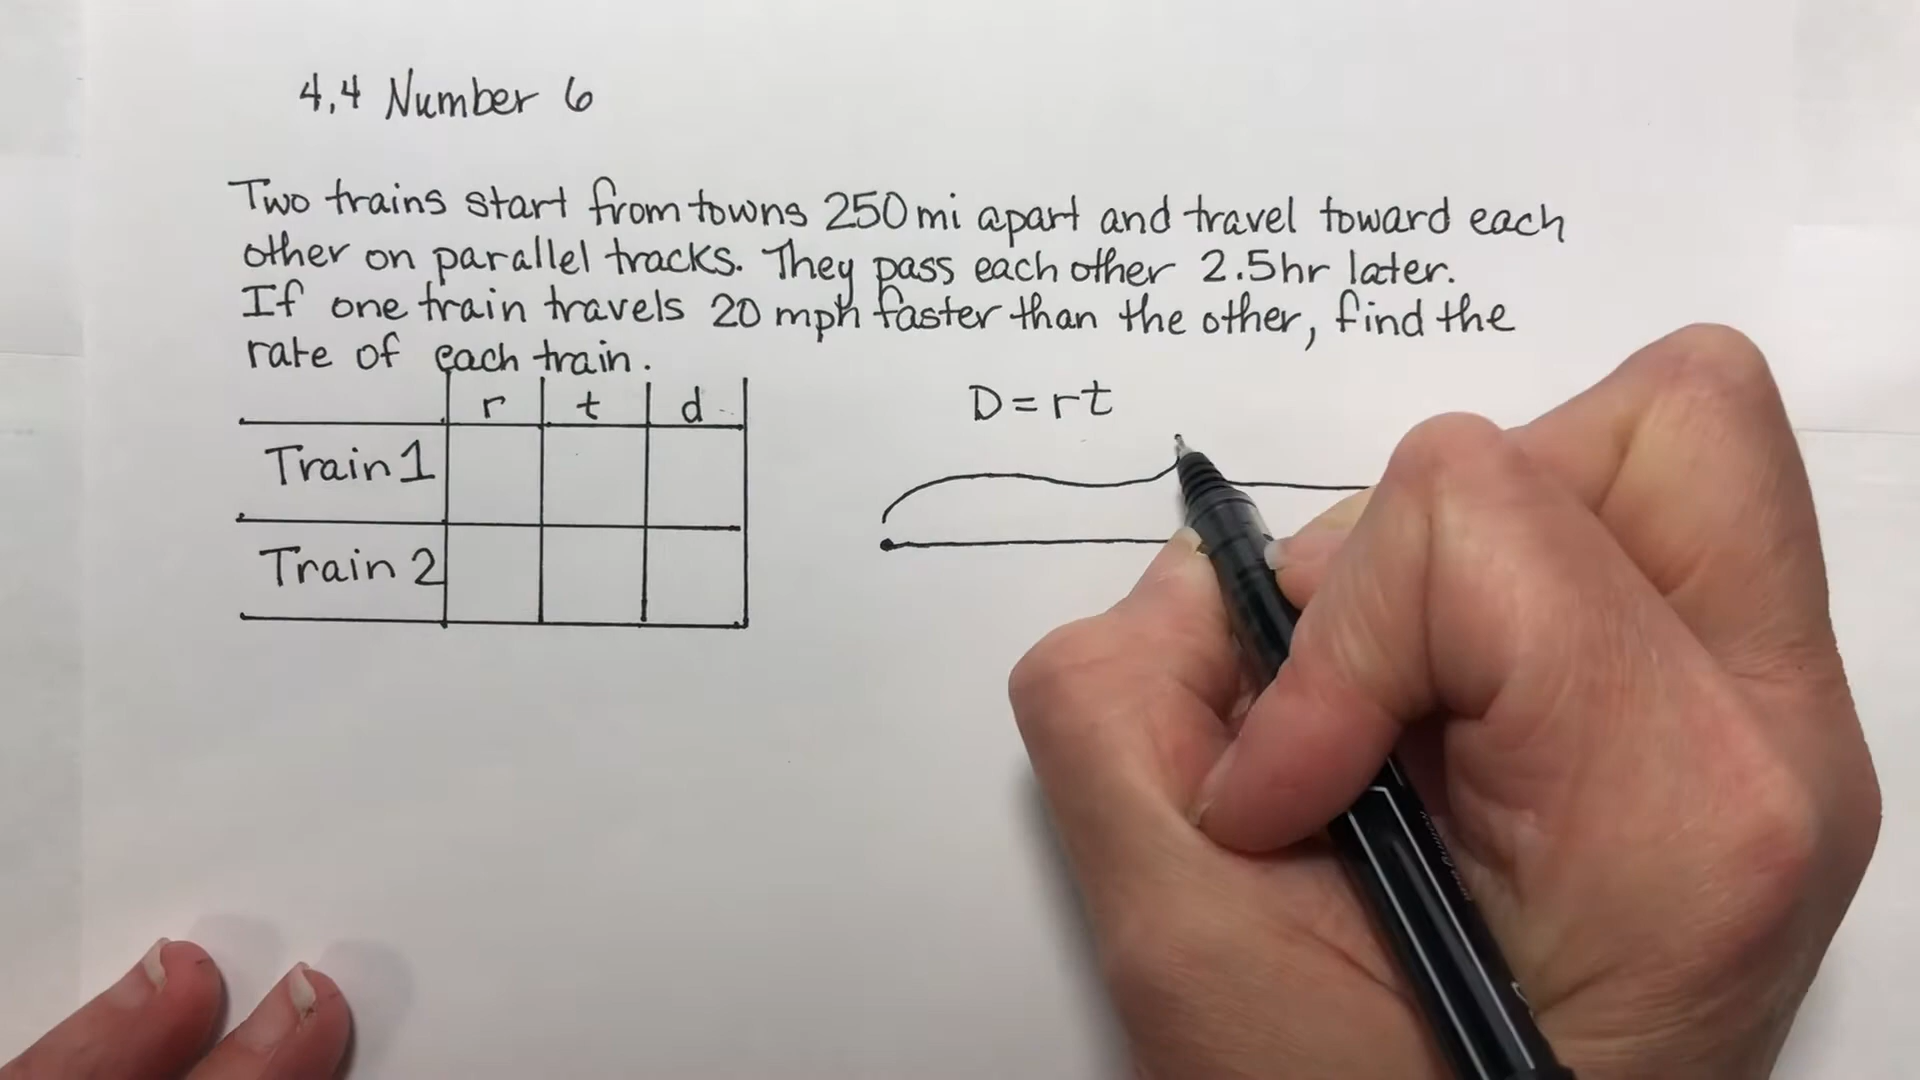 4.4 Number 6
Two trains start from towns 250 mi apart and travel toward each
other on parallel tracks. They pass each other 2.5hr later.
If one train travels 20 mph faster than the other, find the
rate of each train.
r t d
Train 1
Train 2
D = rt